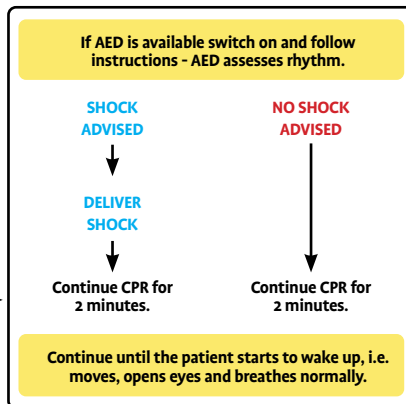 If AED is available switch on and follow
instructions - AED assesses rhythm.
SHOCK
ADVISED
DELIVER
SHOCK
Continue CPR for
2 minutes.
NO SHOCK
ADVISED
Continue CPR for
2 minutes.
Continue until the patient starts to wake up, i.e.
moves, opens eyes and breathes normally.